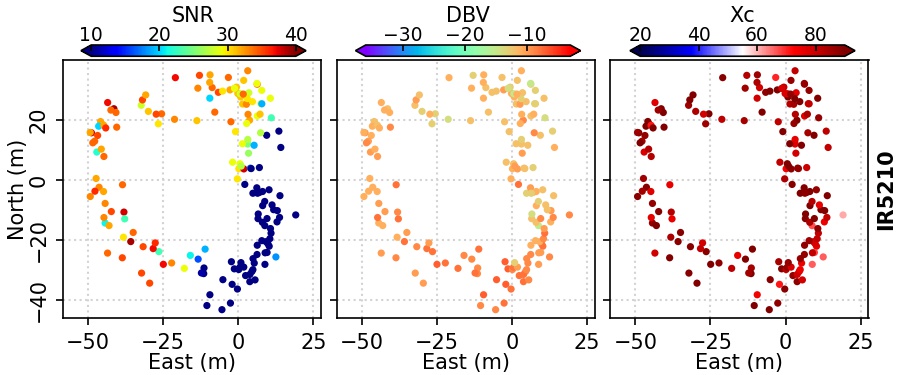 SNR DBV Xc
10 20 30 40 −30 −20 −10 20 40 60 80
20
0
−20
−40
North (m)
IR5210
−50 −25 0 25 −50 −25 0 25 −50 −25 0 25
East (m) East (m) East (m)